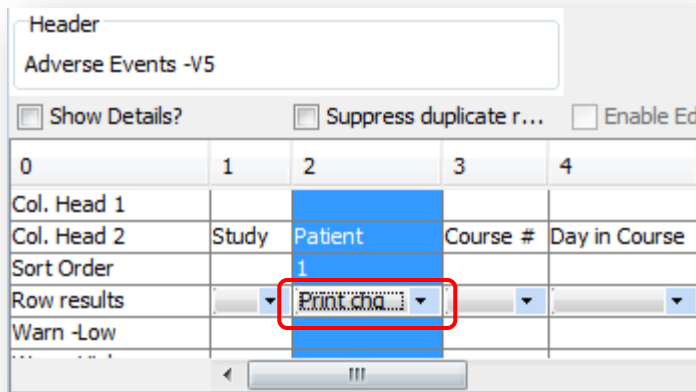 Header
Adverse Events -V5
Show Details? Suppress duplicate r... Enable Ed
0 1 2 3 4
Col. Head 1
Col. Head 2 Study Patient Course # Day in Course
Sort Order 1
Row results Print cha
Warn -Low